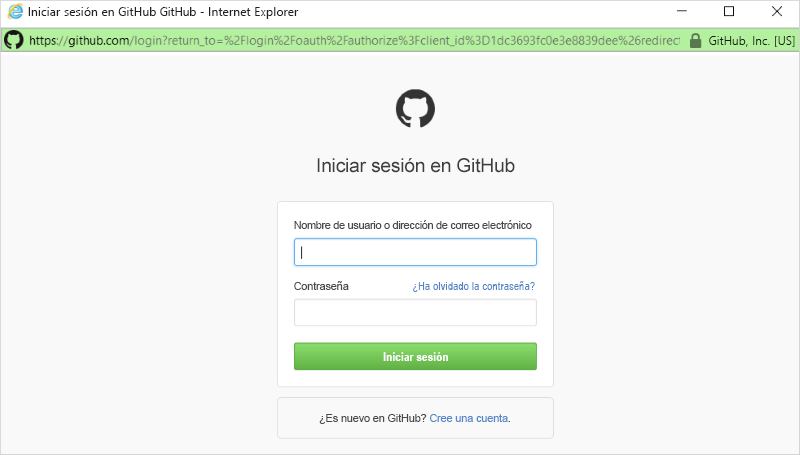 Iniciar sesión en GitHub GitHub - Internet Explorer
https://github.com/login?return_to=%2Flogin%2Foauth%2Fauthorize%3Fclient_id%3D1dc3693fc0e3e8839dee%26redirect GitHub, Inc. [US]
Iniciar sesión en GitHub
Nombre de usuario o dirección de correo electrónico
Contraseña ¿Ha olvidado la contraseña?
Iniciar sesión
¿Es nuevo en GitHub? Cree una cuenta.